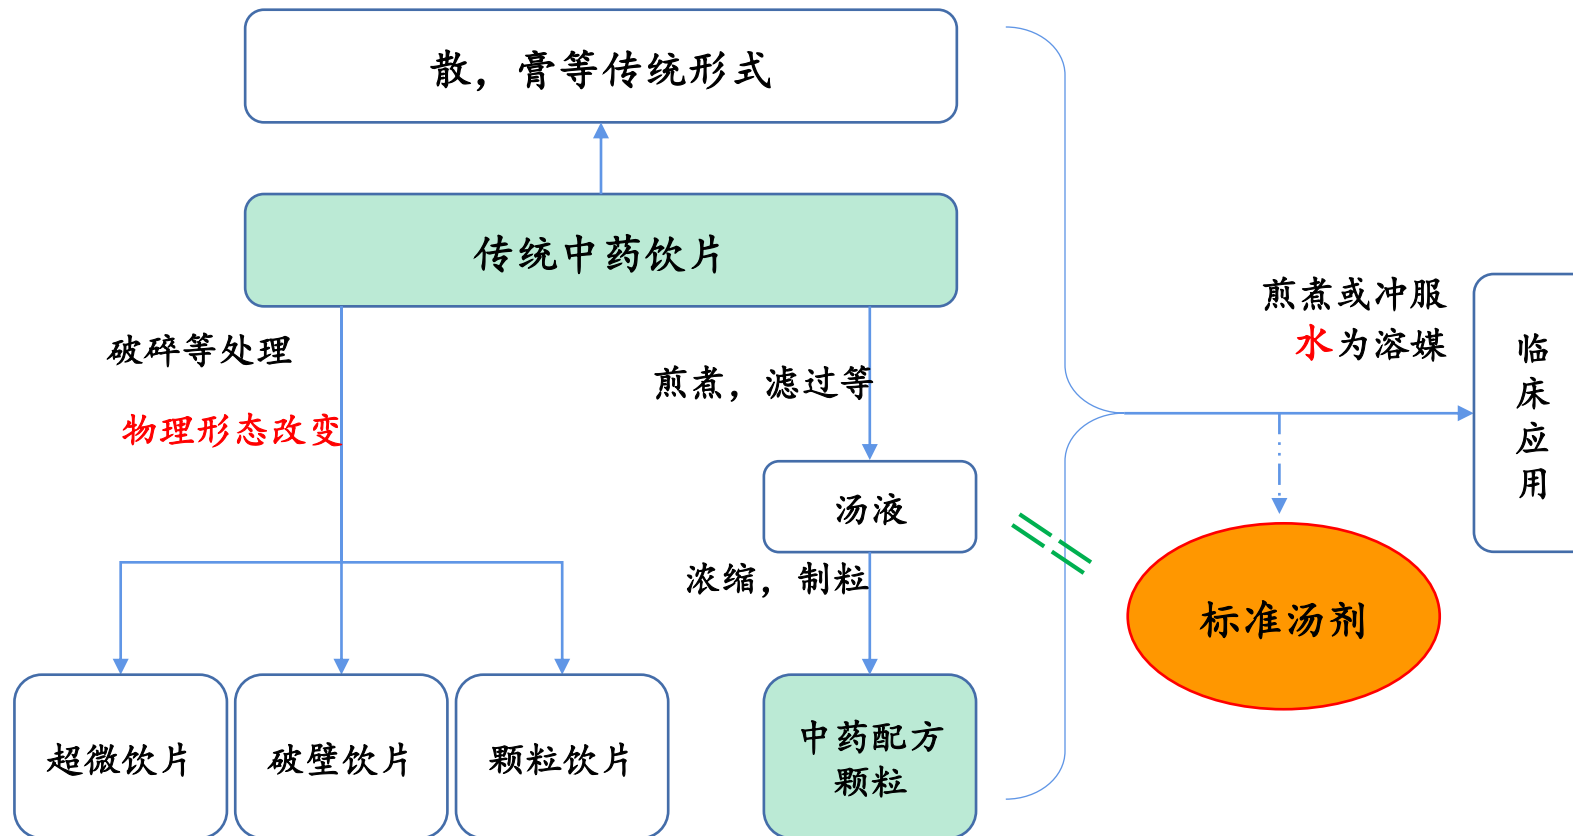 散，膏等传统形式
传统中药饮片
破碎等处理
物理形态改变
煎煮，滤过等
汤液
浓缩，制粒
超微饮片
破壁饮片
颗粒饮片
中药配方
颗粒
煎煮或冲服
水为溶媒
标准汤剂
临
床
应
用